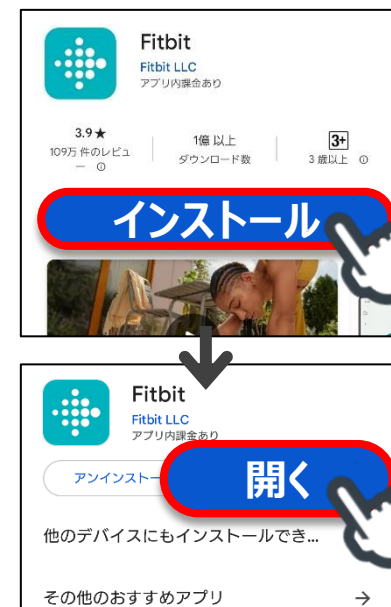 Fitbit
Fitbit LLC
アプリ内課金あり
3.9★
109万 件のレビュ
ー
1億 以上
ダウンロード数
3+
3 歳以上
インストール
Fitbit
Fitbit LLC
アプリ内課金あり
アンインストー
開く
他のデバイスにもインストールでき...
その他のおすすめアプリ